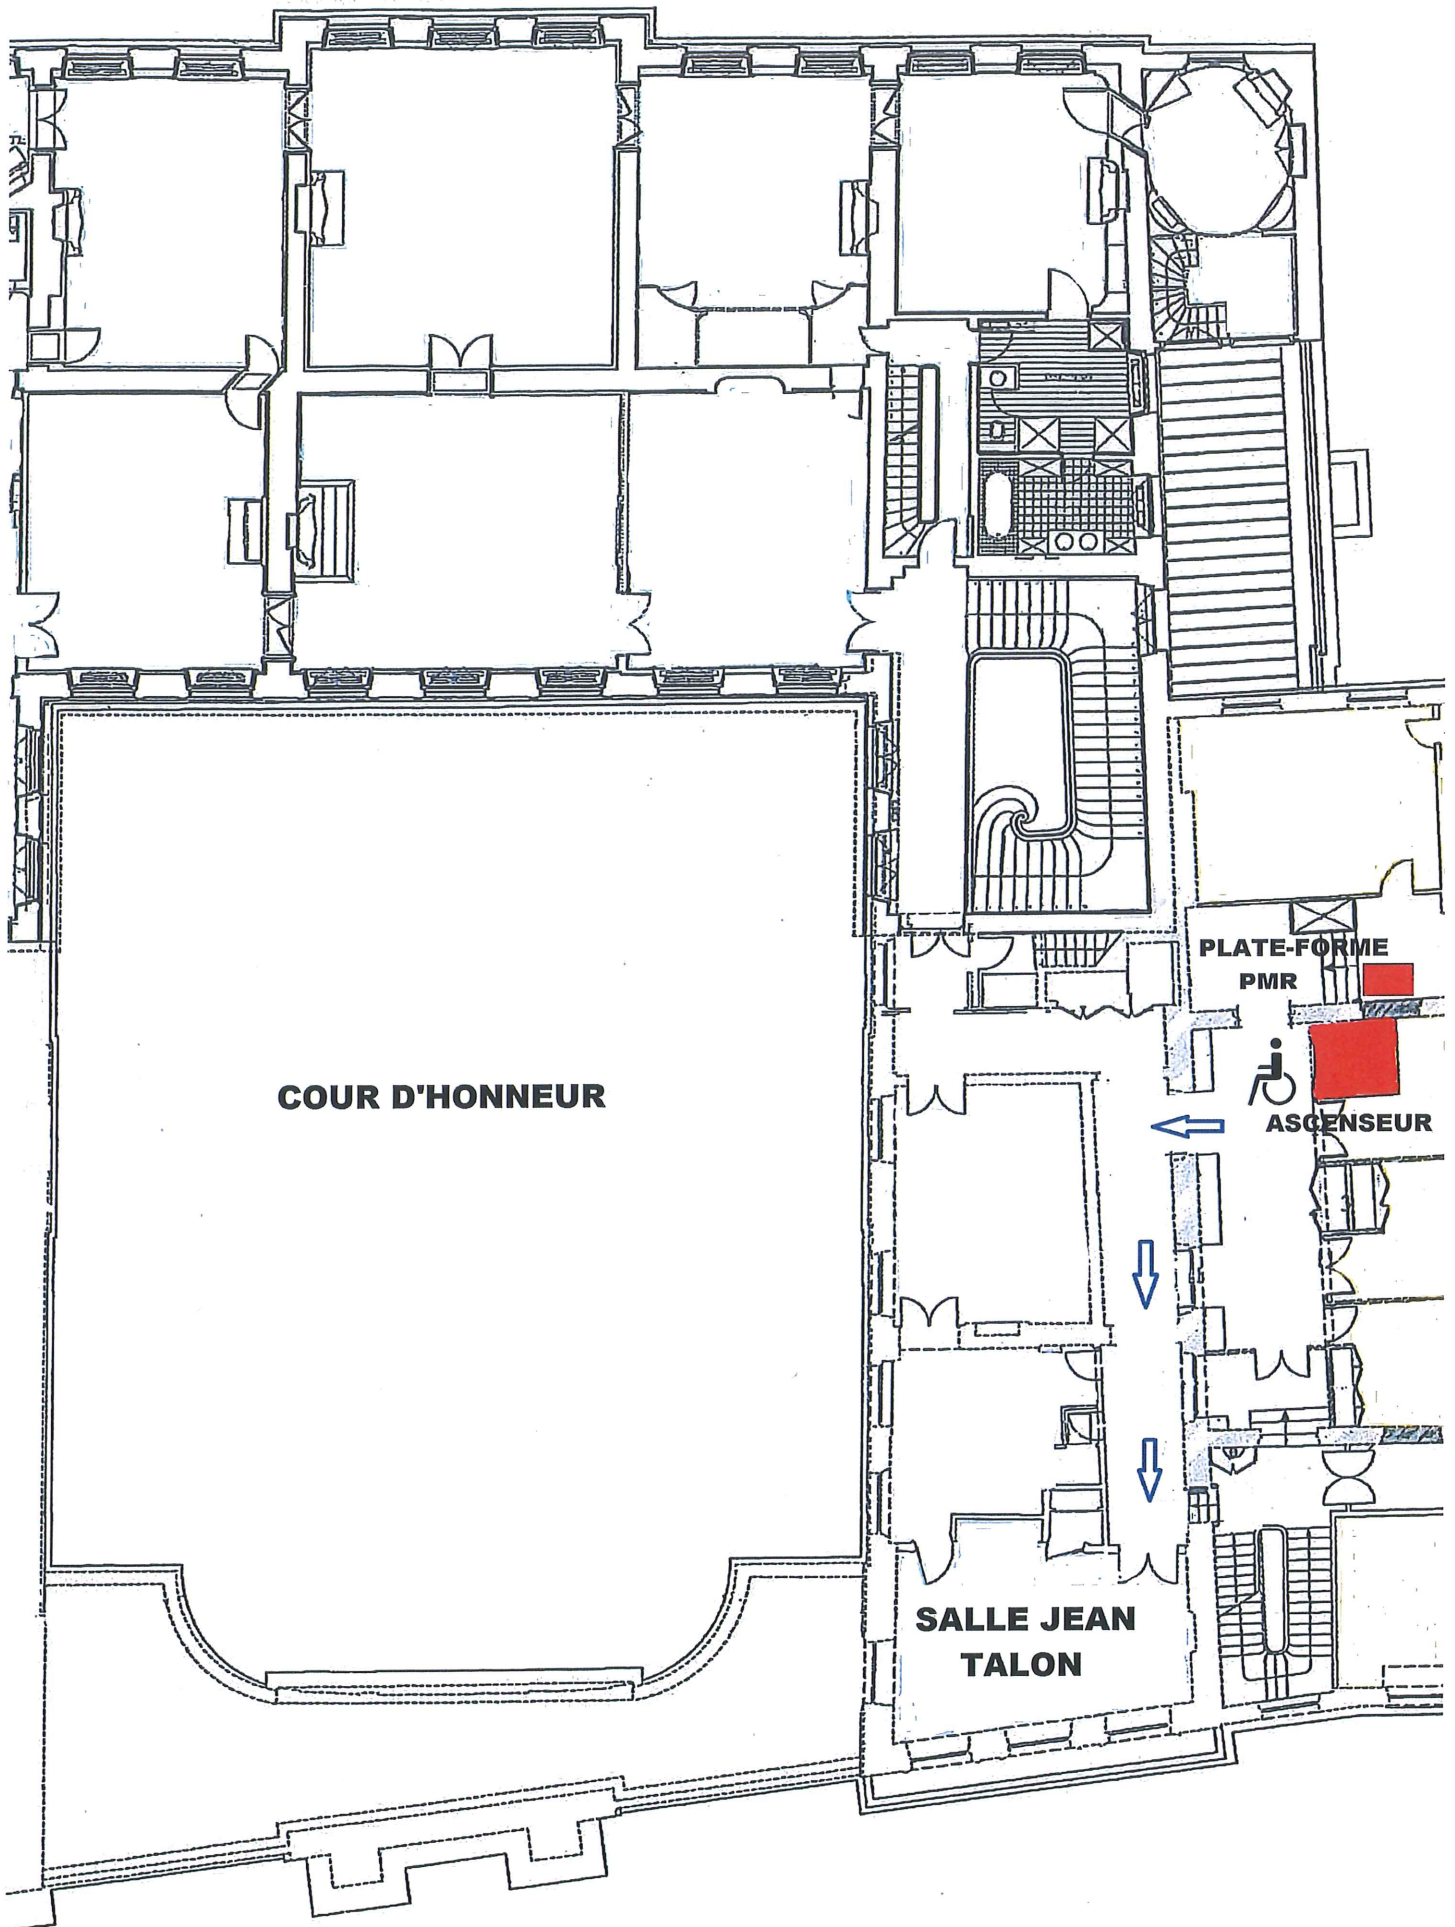 PLATE-FORME
PMR
COUR D'HONNEUR
ASCENSEUR
SALLE JEAN
TALON